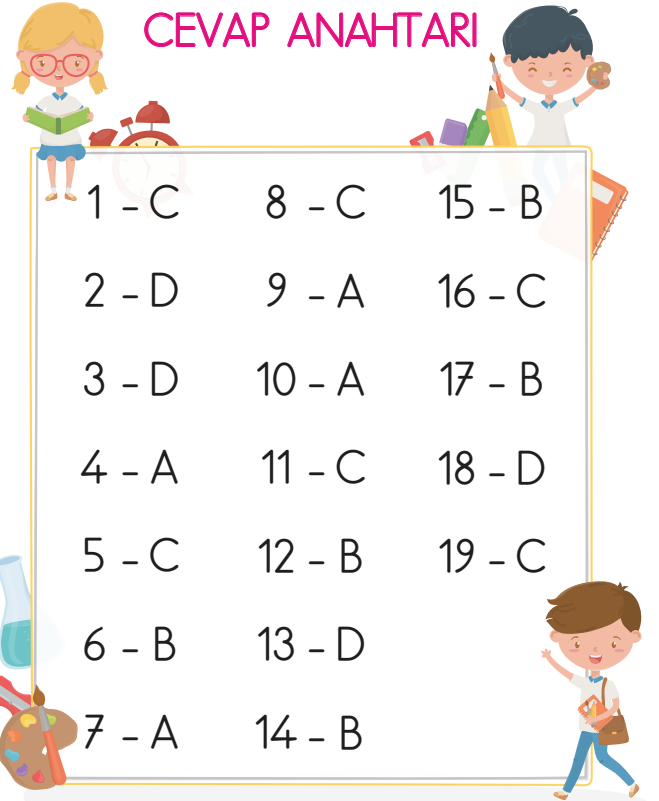 CEVAP ANAHTARI
1 - C
2 - D
3 - D
4 - A
5 - C
6 - B
7 - A
8 - C
9 - A
10 - A
11 - C
12 - B
13 - D
14 - B
15 - B
16 - C
17 - B
18 - D
19 - C